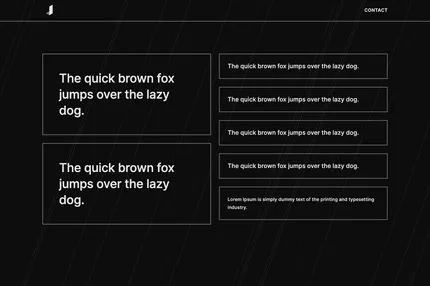 CONTACT
The quick brown fox
jumps over the lazy
dog.
The quick brown fox
jumps over the lazy
dog.
The quick brown fox jumps over the lazy dog.
The quick brown fox jumps over the lazy dog.
The quick brown fox jumps over the lazy dog.
The quick brown fox jumps over the lazy dog.
Lorem Ipsum is simply dummy text of the printing and typesetting
industry.